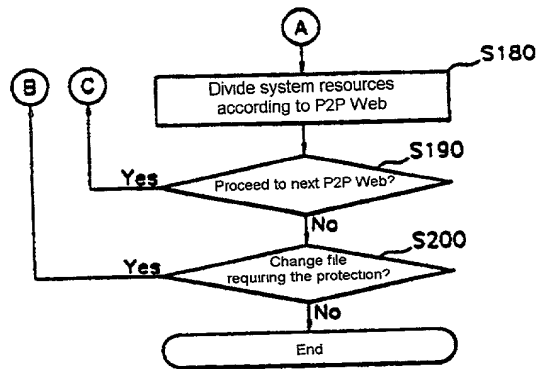 A
S180
B
C
Divide system resources
according to P2P Web
S190
Yes
Proceed to next P2P Web?
No
S200
Yes
Change file
requiring the protection?
No
End